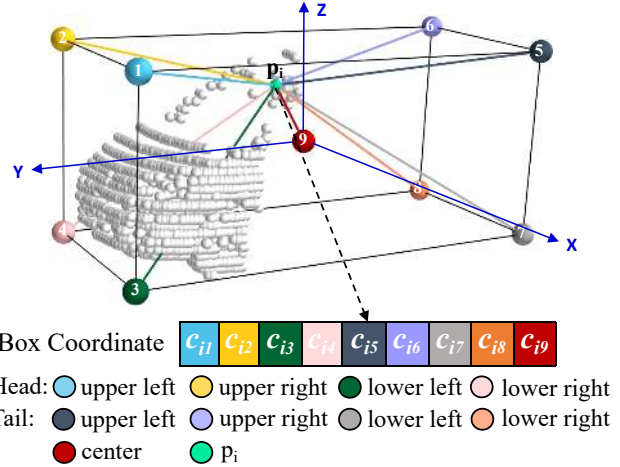 Z
2
6
1
5
p_i
9
Y
8
4
7
X
3
Box Coordinate c_i1 c_i2 c_i3 c_i4 c_i5 c_i6 c_i7 c_i8 c_i9
Head: upper left upper right lower left lower right
Tail: upper left upper right lower left lower right
center p_i